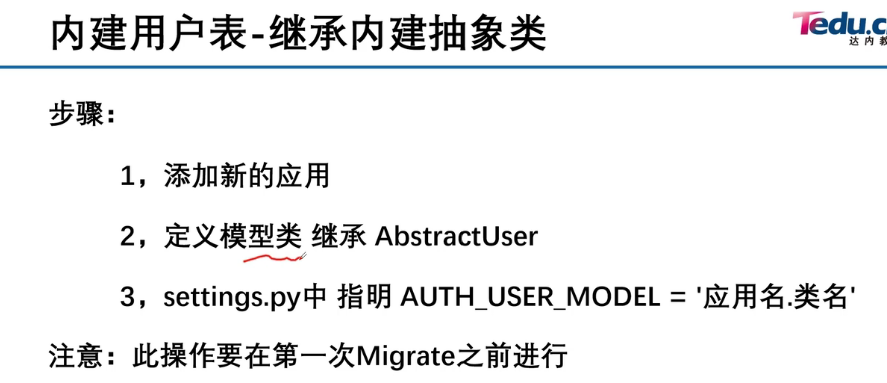 内建用户表-继承内建抽象类
Tedu.c
达内教
步骤：
1，添加新的应用
2，定义模型类 继承 AbstractUser
3，settings.py中 指明 AUTH_USER_MODEL = '应用名.类名'
注意：此操作要在第一次Migrate之前进行